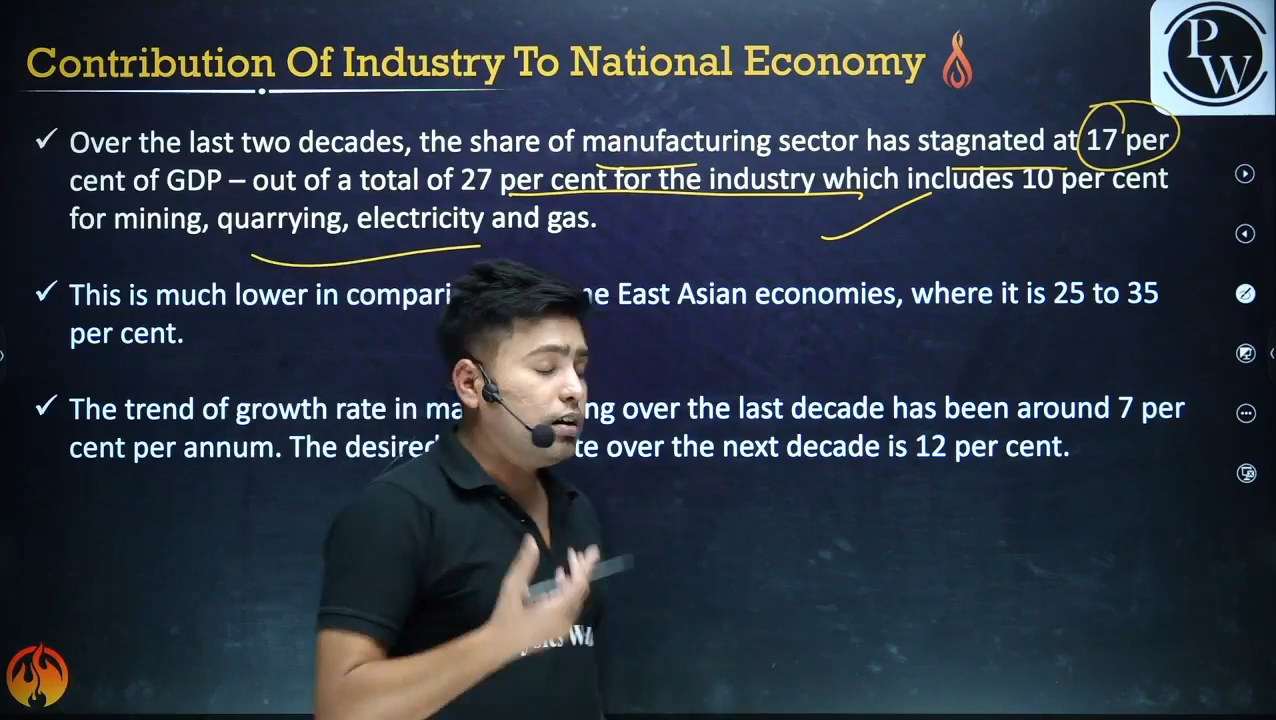 Contribution Of Industry To National Economy
PW
✓ Over the last two decades, the share of manufacturing sector has stagnated at 17 per
cent of GDP – out of a total of 27 per cent for the industry which includes 10 per cent
for mining, quarrying, electricity and gas.
✓ This is much lower in compari e East Asian economies, where it is 25 to 35
per cent.
✓ The trend of growth rate in ma ng over the last decade has been around 7 per
cent per annum. The desired te over the next decade is 12 per cent.